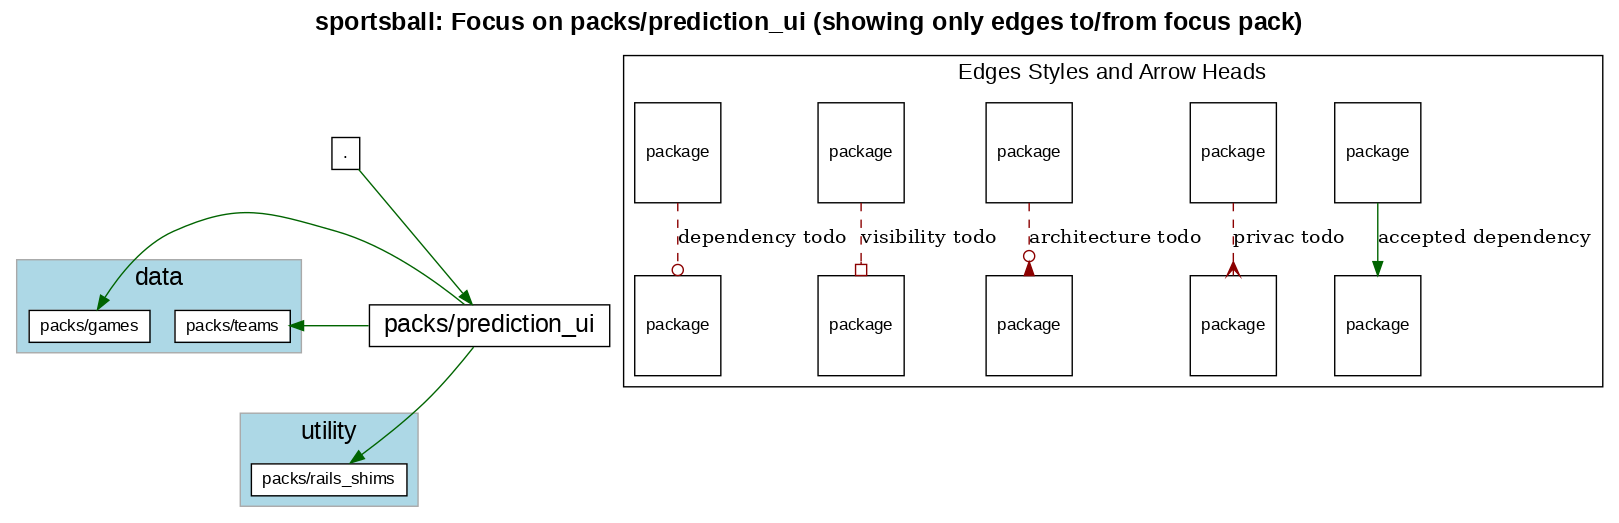 sportsball: Focus on packs/prediction_ui (showing only edges to/from focus pack)
Edges Styles and Arrow Heads
package package package package package
dependency todo visibility todo architecture todo privac todo accepted dependency
package package package package package
.
data
packs/games packs/teams
packs/prediction_ui
utility
packs/rails_shims